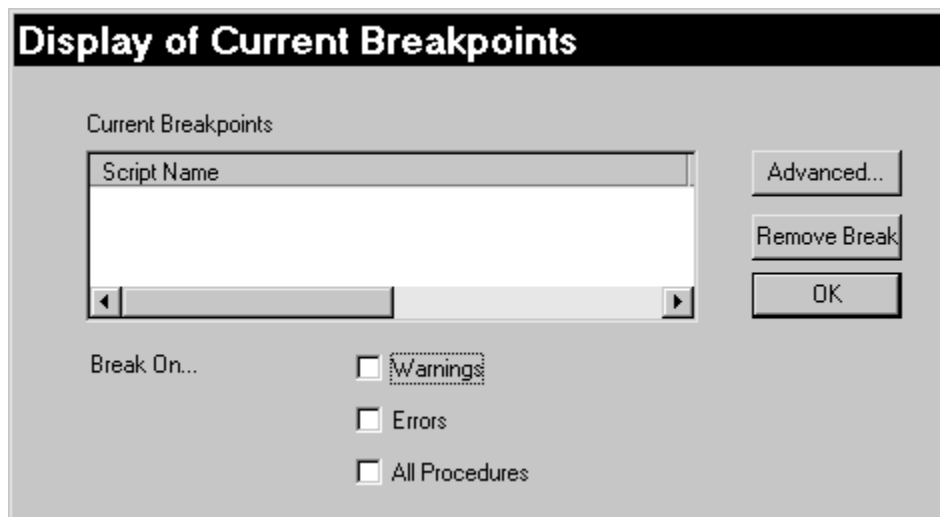 Display of Current Breakpoints
Current Breakpoints
Script Name
Advanced...
Remove Break
OK
Break On...
Warnings
Errors
All Procedures